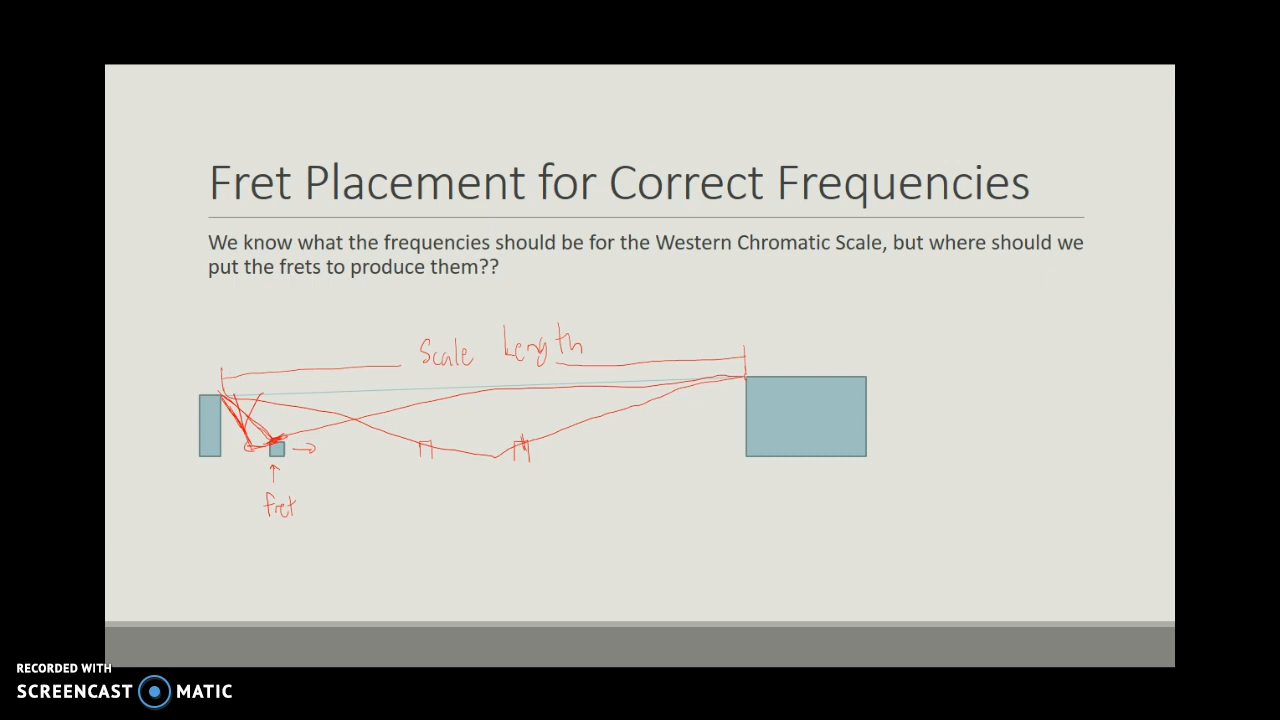 Fret Placement for Correct Frequencies
We know what the frequencies should be for the Western Chromatic Scale, but where should we
put the frets to produce them??
Scale Length
fret
RECORDED WITH
SCREENCAST MATIC